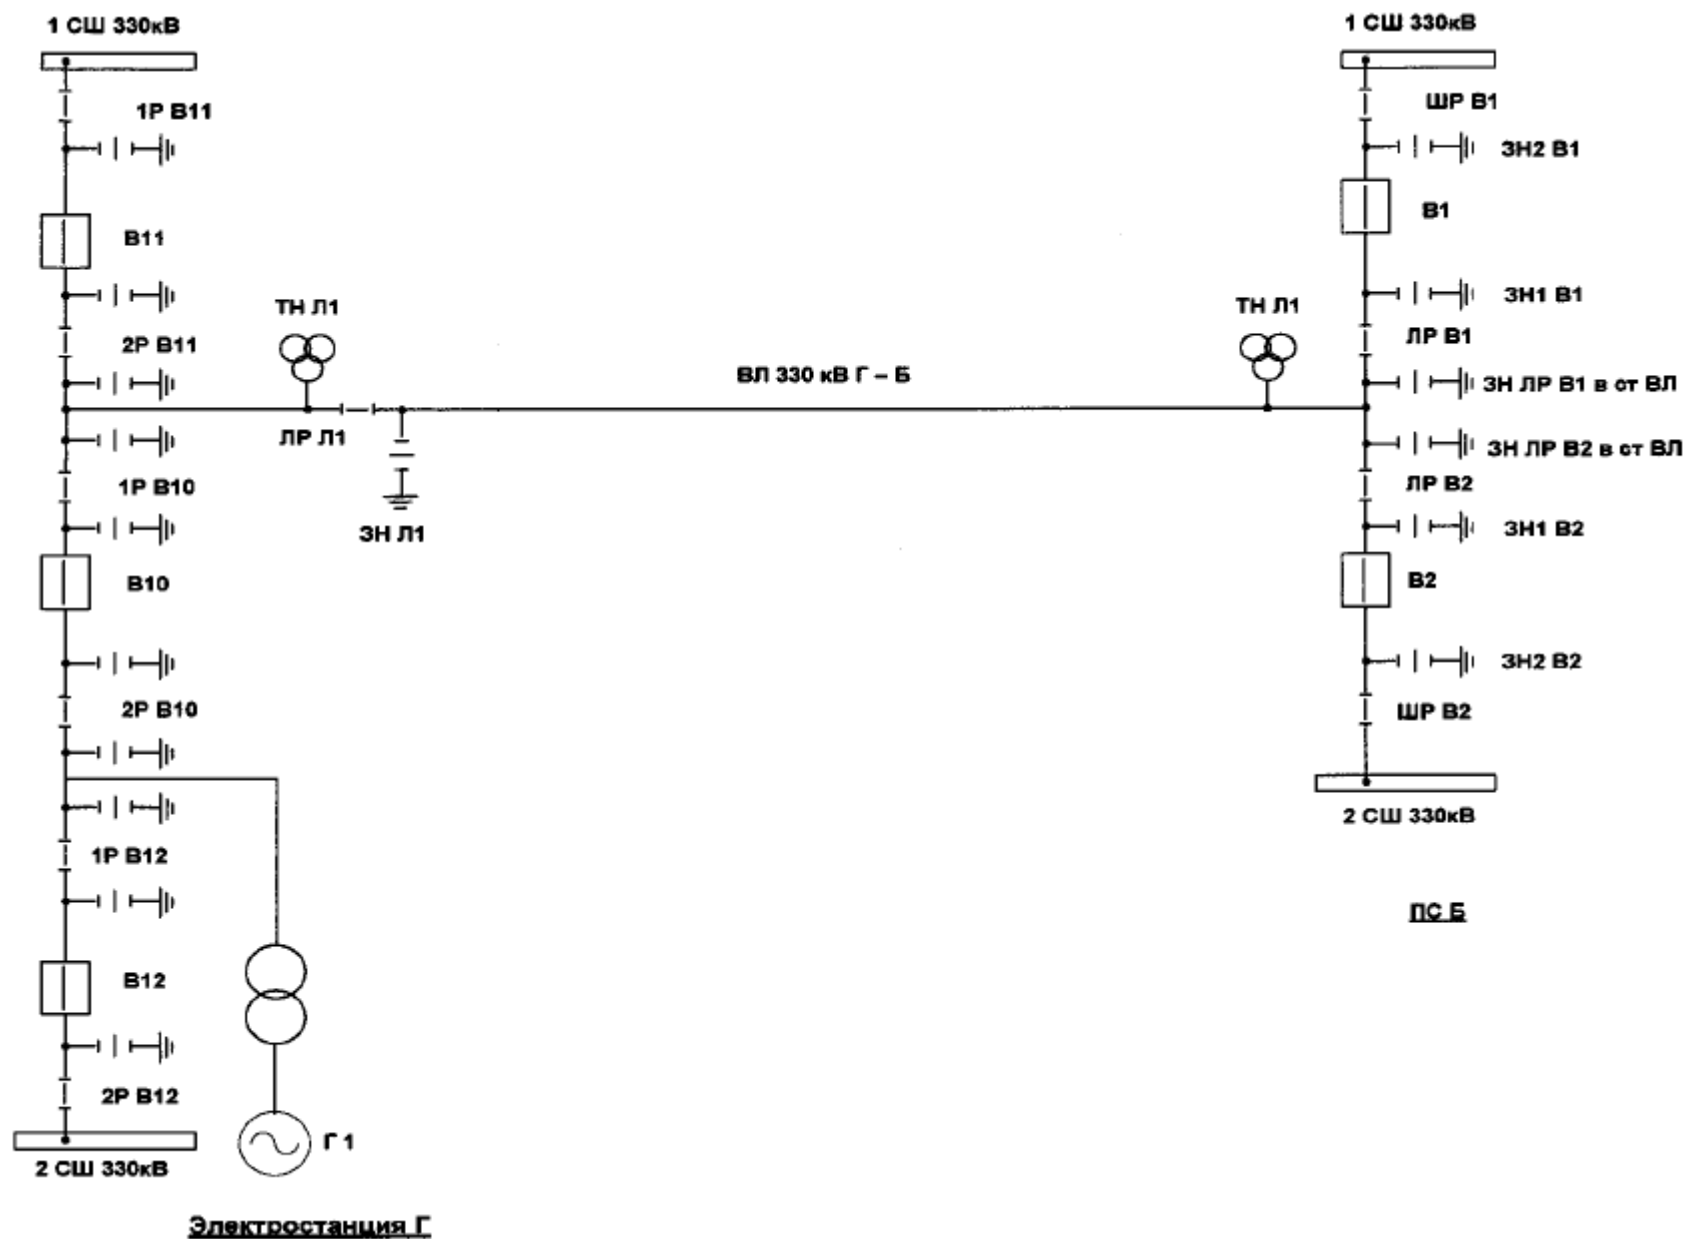 1 СШ 330кВ
1Р В11
В11
2Р В11
ТН Л1
ЛР Л1
ЗН Л1
1Р В10
В10
2Р В10
1Р В12
В12
2Р В12
Г 1
2 СШ 330кВ
Электростанция Г
ВЛ 330 кВ Г – Б
1 СШ 330кВ
ШР В1
ЗН2 В1
В1
ЗН1 В1
ТН Л1
ЛР В1
ЗН ЛР В1 в ст ВЛ
ЗН ЛР В2 в ст ВЛ
ЛР В2
ЗН1 В2
В2
ЗН2 В2
ШР В2
2 СШ 330кВ
ПС Б